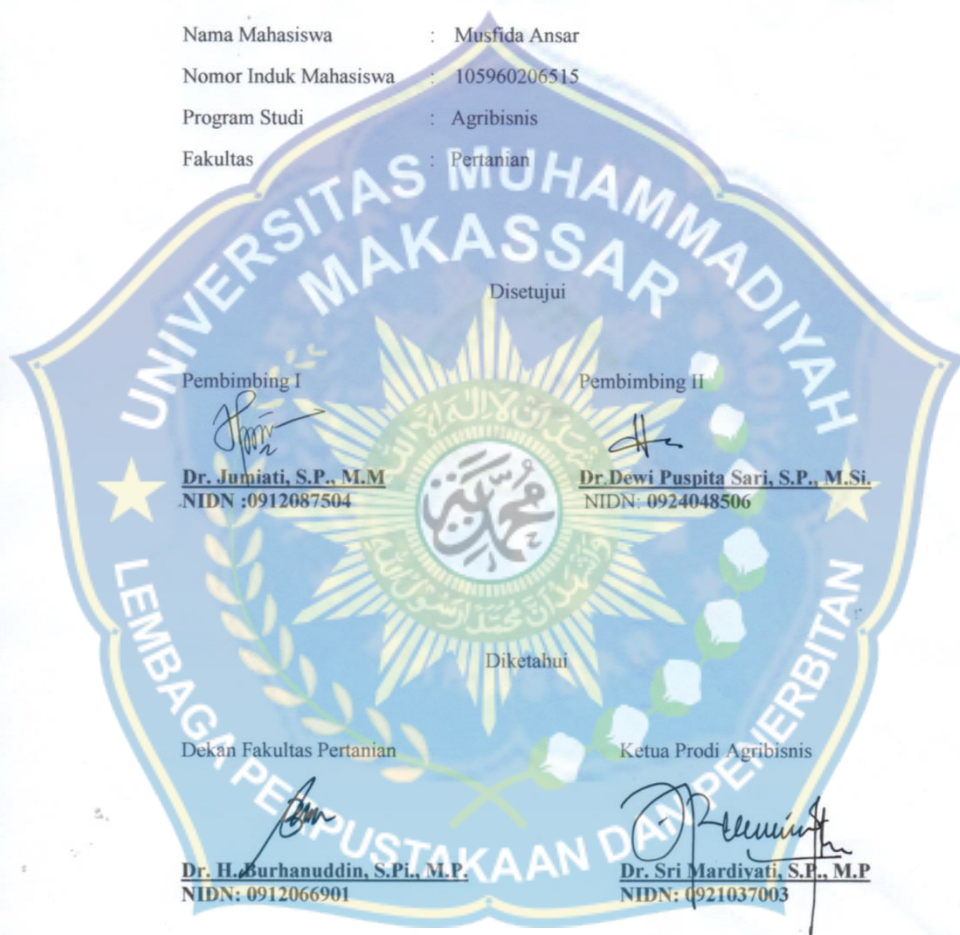 Nama Mahasiswa : Musfida Ansar
Nomor Induk Mahasiswa : 105960206515
Program Studi : Agribisnis
Fakultas : Pertanian
UNIVERSITAS MUHAMMADIYAH
MAKASSAR
Disetujui
Pembimbing I Pembimbing II
Dr. Jumiati, S.P., M.M Dr.Dewi Puspita Sari, S.P., M.Si.
NIDN :0912087504 NIDN: 0924048506
Diketahui
Dekan Fakultas Pertanian Ketua Prodi Agribisnis
Dr. H. Burhanuddin, S.Pi., M.P. Dr. Sri Mardiyati, S.P., M.P
NIDN: 0912066901 NIDN: 0921037003
LEMBAGA PERPUSTAKAAN DAN PENERBITAN